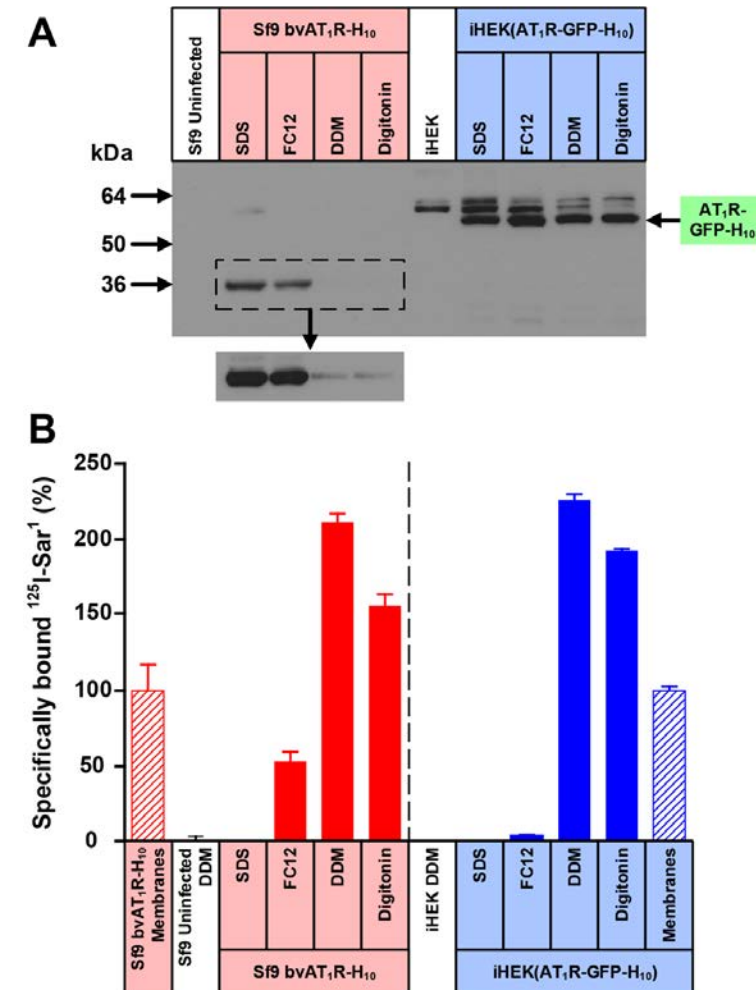 A
Sf9 Uninfected
Sf9 bvAT₁R-H₁₀
SDS
FC12
DDM
Digitonin
iHEK
iHEK(AT₁R-GFP-H₁₀)
SDS
FC12
DDM
Digitonin
kDa
64
50
36
AT₁R-
GFP-H₁₀
B
Specifically bound ¹²⁵I-Sar¹ (%)
250
200
150
100
50
0
Sf9 bvAT₁R-H₁₀
Membranes
Sf9 Uninfected
DDM
SDS
FC12
DDM
Digitonin
iHEK DDM
SDS
FC12
DDM
Digitonin
Membranes
Sf9 bvAT₁R-H₁₀
iHEK(AT₁R-GFP-H₁₀)